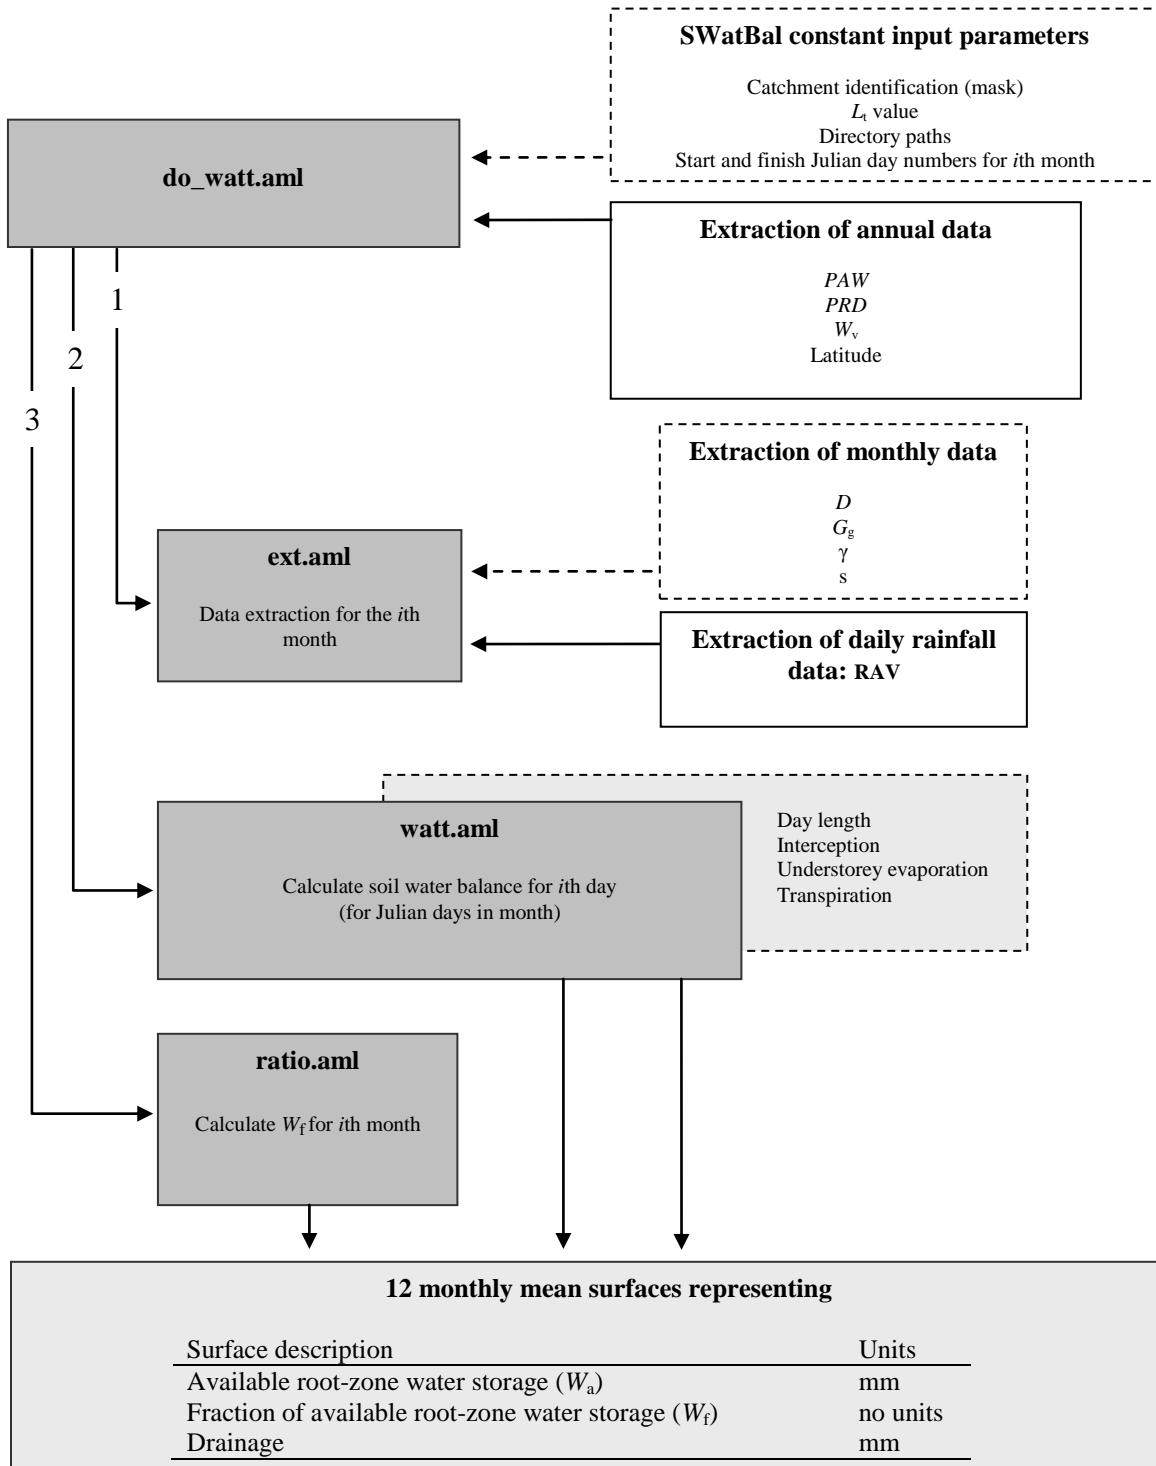 SWatBal constant input parameters
Catchment identification (mask)
Lt value
Directory paths
Start and finish Julian day numbers for ith month
do_watt.aml
Extraction of annual data
PAW
PRD
Wv
Latitude
1
2
3
Extraction of monthly data
D
Gg
γ
s
ext.aml
Data extraction for the ith
month
Extraction of daily rainfall
data: RAV
watt.aml
Calculate soil water balance for ith day
(for Julian days in month)
Day length
Interception
Understorey evaporation
Transpiration
ratio.aml
Calculate Wf for ith month
12 monthly mean surfaces representing
Surface description Units
Available root-zone water storage (Wa) mm
Fraction of available root-zone water storage (Wf) no units
Drainage mm